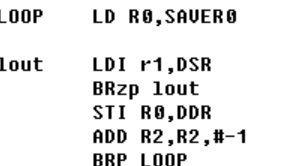 LOOP LD R0,SAVER0
lout LDI r1,DSR
BRzp lout
STI R0,DDR
ADD R2,R2,#-1
BRP LOOP